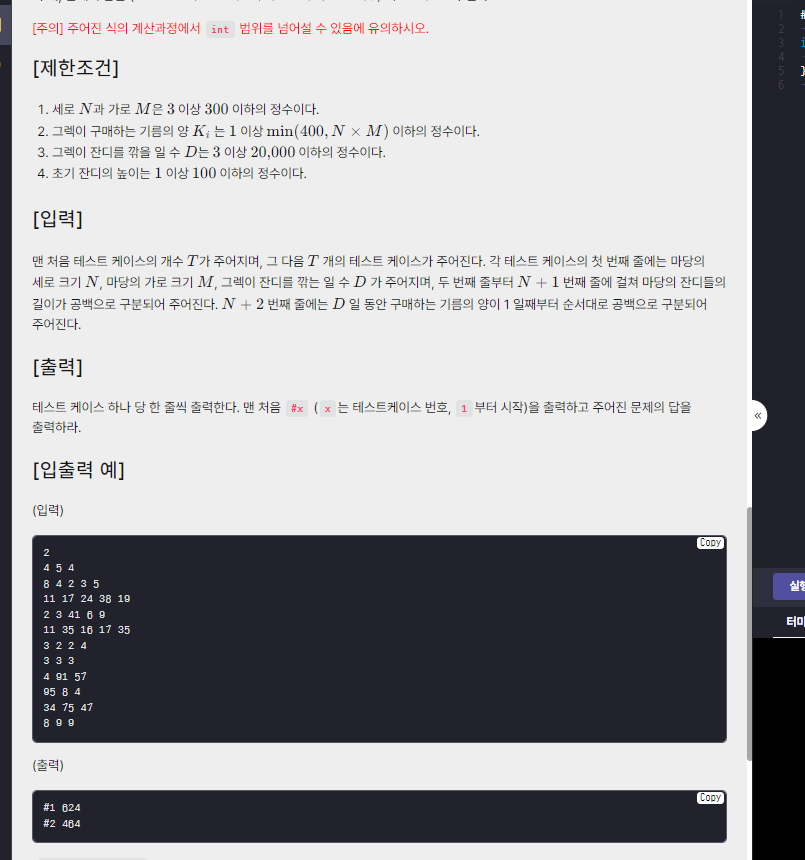 [주의] 주어진 식의 계산과정에서 int 범위를 넘어설 수 있음에 유의하시오.
[제한조건]
1. 세로 N과 가로 M은 3 이상 300 이하의 정수이다.
2. 그렉이 구매하는 기름의 양 K_i 는 1 이상 min(400, N × M) 이하의 정수이다.
3. 그렉이 잔디를 깎을 일 수 D는 3 이상 20,000 이하의 정수이다.
4. 초기 잔디의 높이는 1 이상 100 이하의 정수이다.
[입력]
맨 처음 테스트 케이스의 개수 T가 주어지며, 그 다음 T 개의 테스트 케이스가 주어진다. 각 테스트 케이스의 첫 번째 줄에는 마당의
세로 크기 N, 마당의 가로 크기 M, 그렉이 잔디를 깎는 일 수 D 가 주어지며, 두 번째 줄부터 N + 1 번째 줄에 걸쳐 마당의 잔디들의
길이가 공백으로 구분되어 주어진다. N + 2 번째 줄에는 D 일 동안 구매하는 기름의 양이 1 일째부터 순서대로 공백으로 구분되어
주어진다.
[출력]
테스트 케이스 하나 당 한 줄씩 출력한다. 맨 처음 #x ( x 는 테스트케이스 번호, 1 부터 시작)을 출력하고 주어진 문제의 답을
출력하라.
[입출력 예]
(입력)
Copy
2
4 5 4
8 4 2 3 5
11 17 24 38 19
2 3 41 6 9
11 35 16 17 35
3 2 2 4
3 3 3
4 91 57
95 8 4
34 75 47
8 9 9
(출력)
Copy
#1 624
#2 464
1 #
2
3 i
4
5 }
6
«